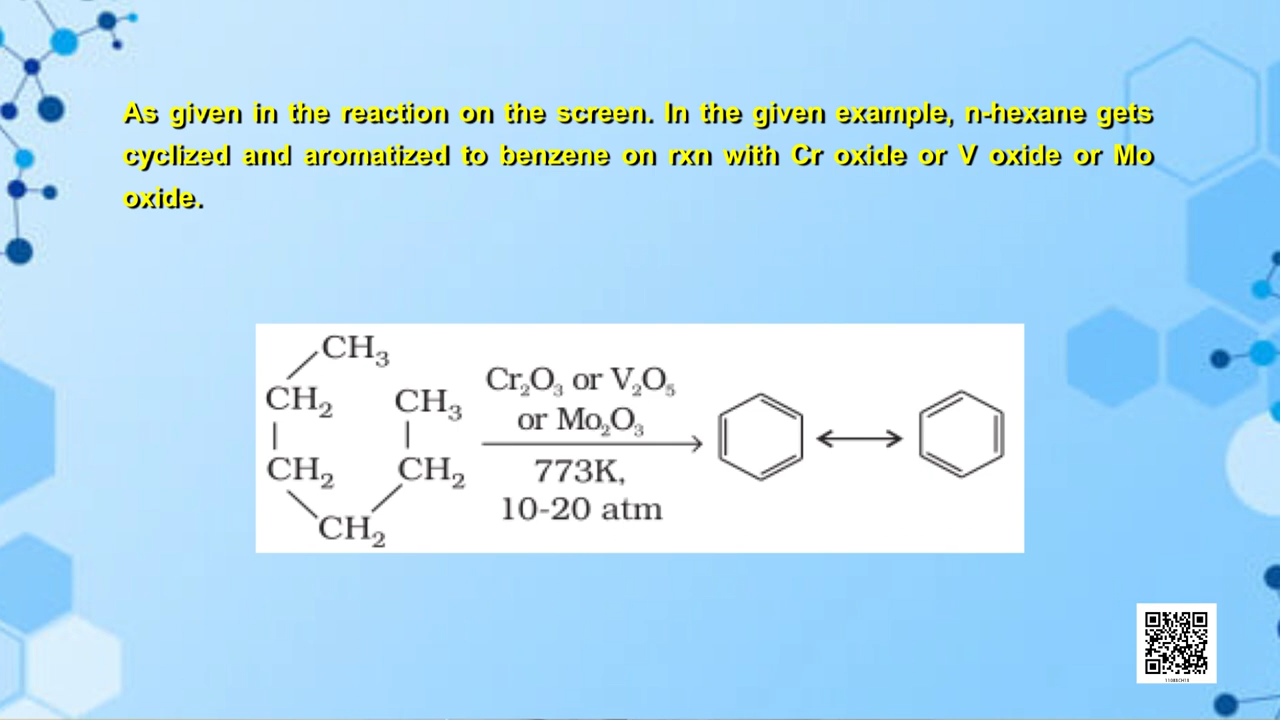 As given in the reaction on the screen. In the given example, n-hexane gets
cyclized and aromatized to benzene on rxn with Cr oxide or V oxide or Mo
oxide.
CH₃
CH₂ CH₃
CH₂ CH₂
CH₂
Cr₂O₃ or V₂O₅
or Mo₂O₃
773K,
10-20 atm